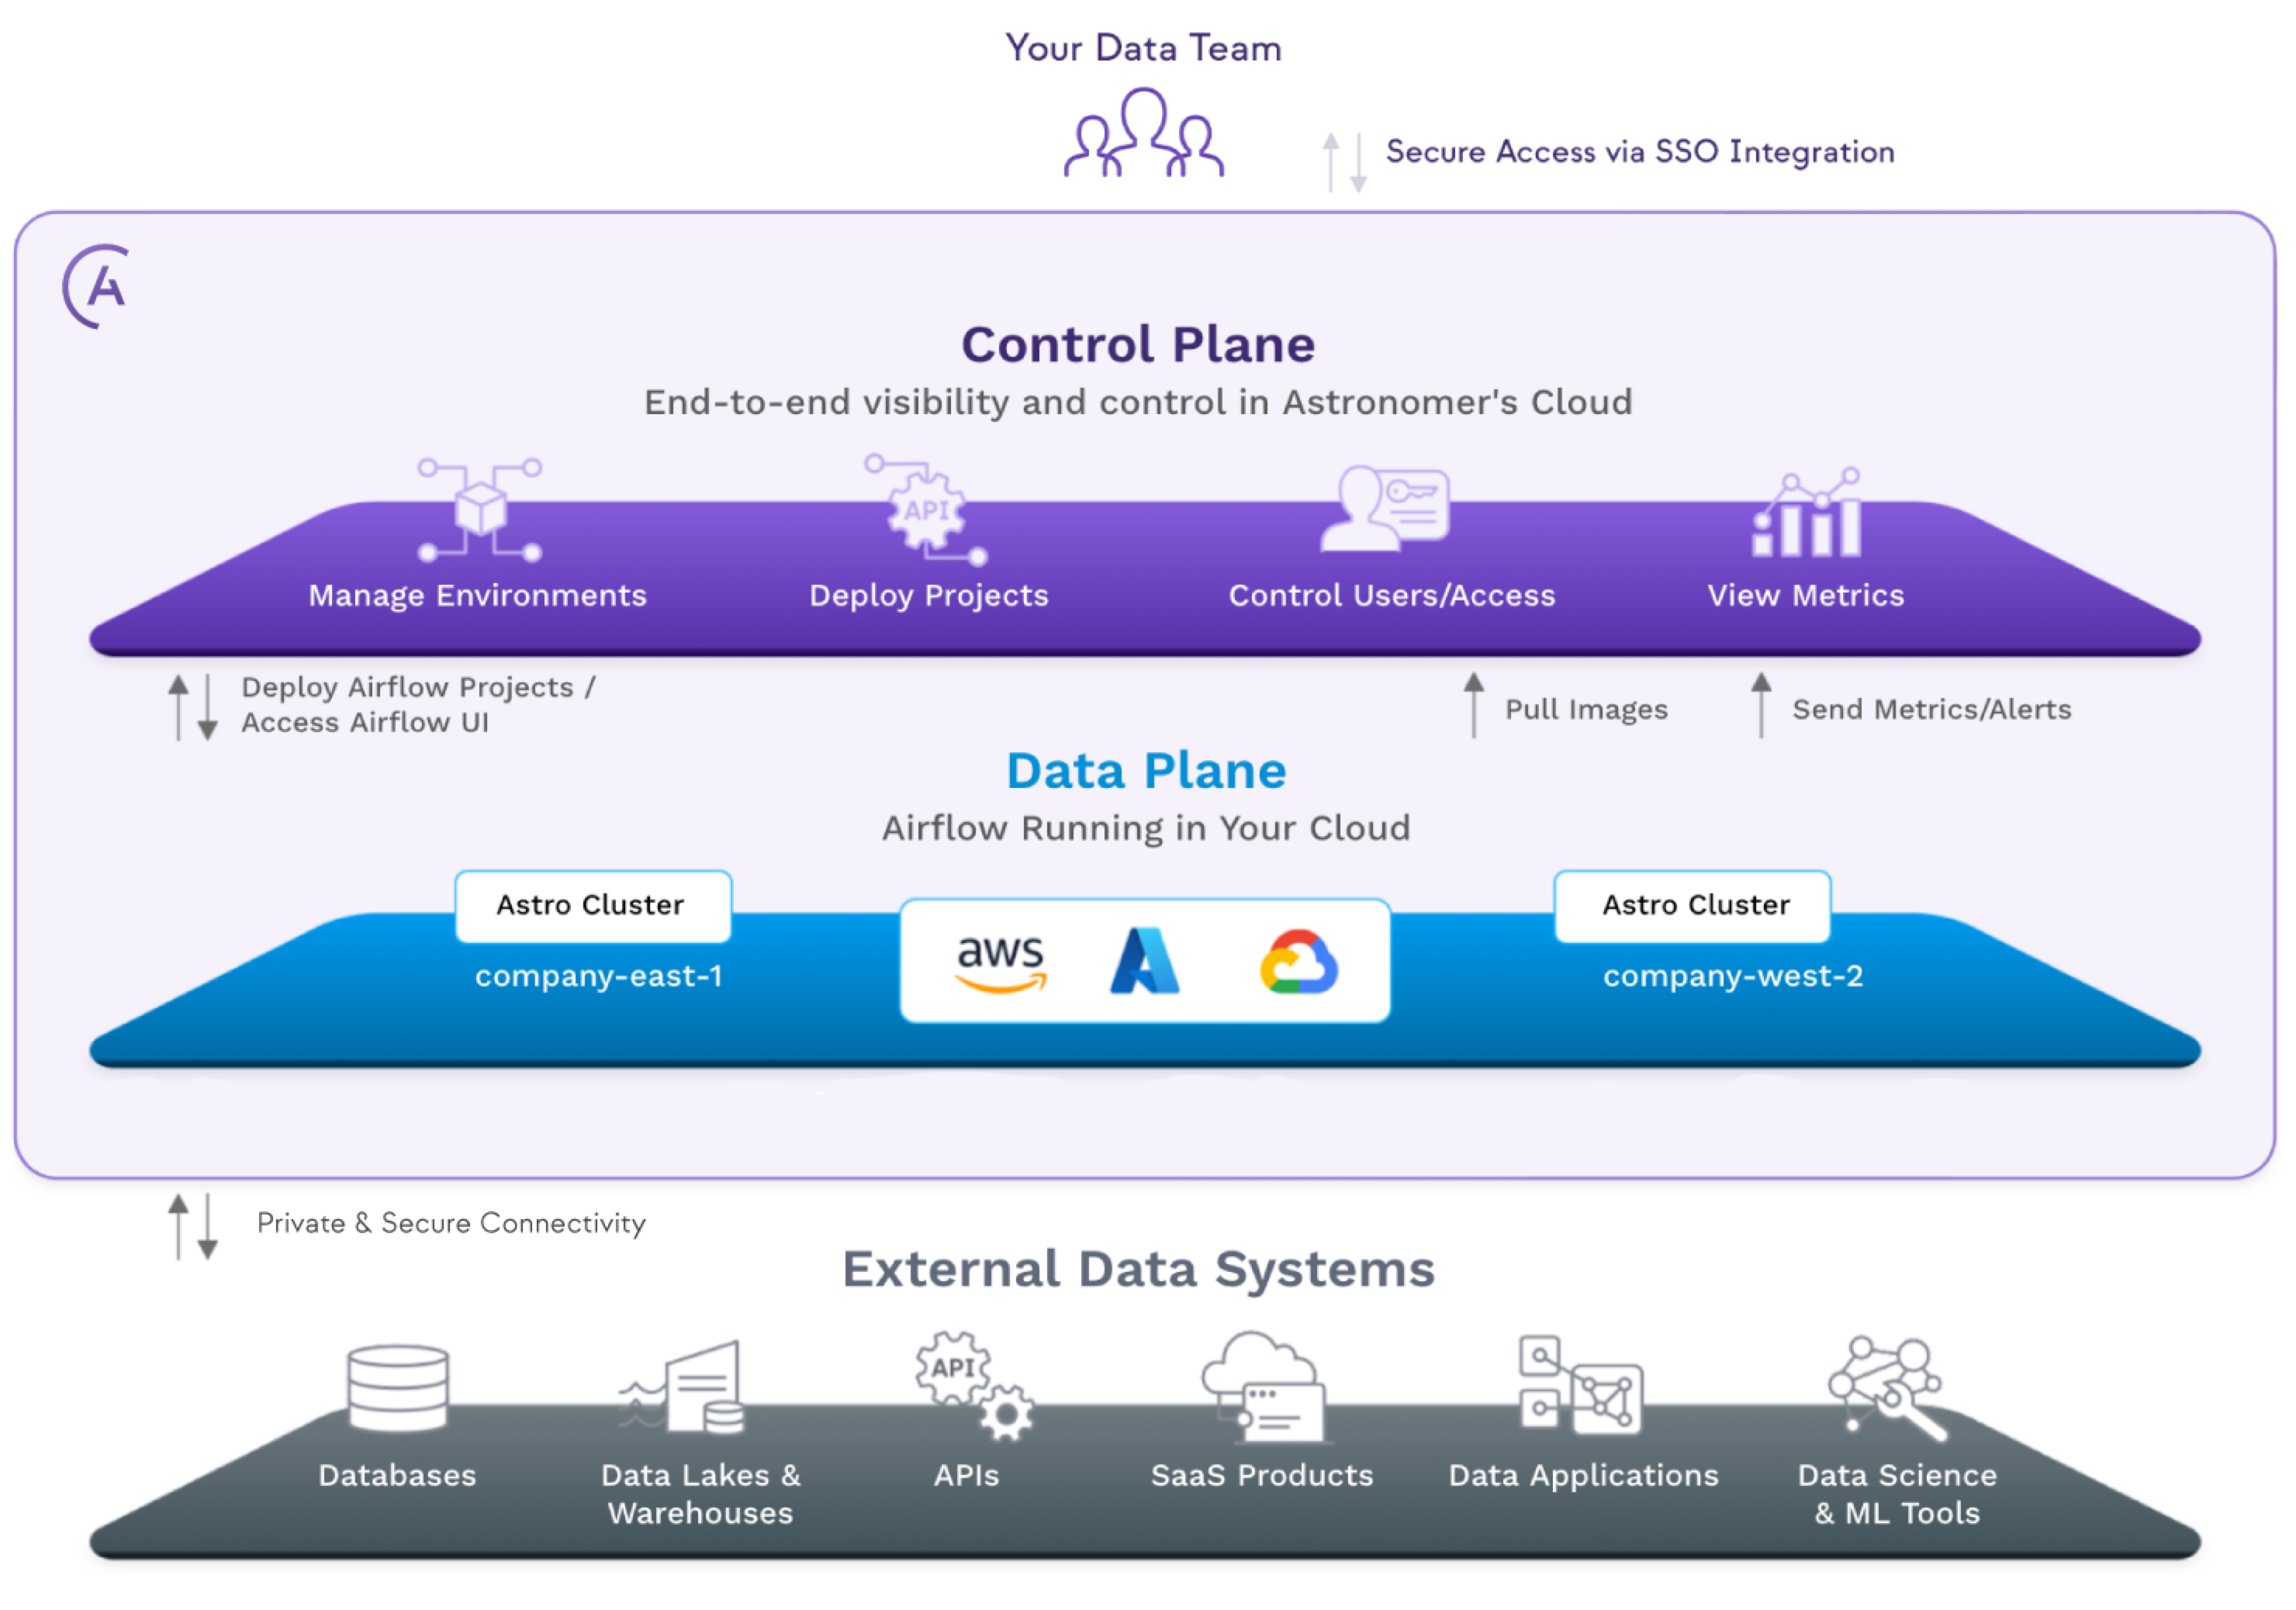 Your Data Team
Secure Access via SSO Integration
A
Control Plane
End-to-end visibility and control in Astronomer's Cloud
API
Manage Environments
Deploy Projects
Control Users/Access
View Metrics
Deploy Airflow Projects /
Access Airflow UI
Pull Images
Send Metrics/Alerts
Data Plane
Airflow Running in Your Cloud
Astro Cluster
company-east-1
aws
Astro Cluster
company-west-2
Private & Secure Connectivity
External Data Systems
API
Databases
Data Lakes &
Warehouses
APIs
SaaS Products
Data Applications
Data Science
& ML Tools